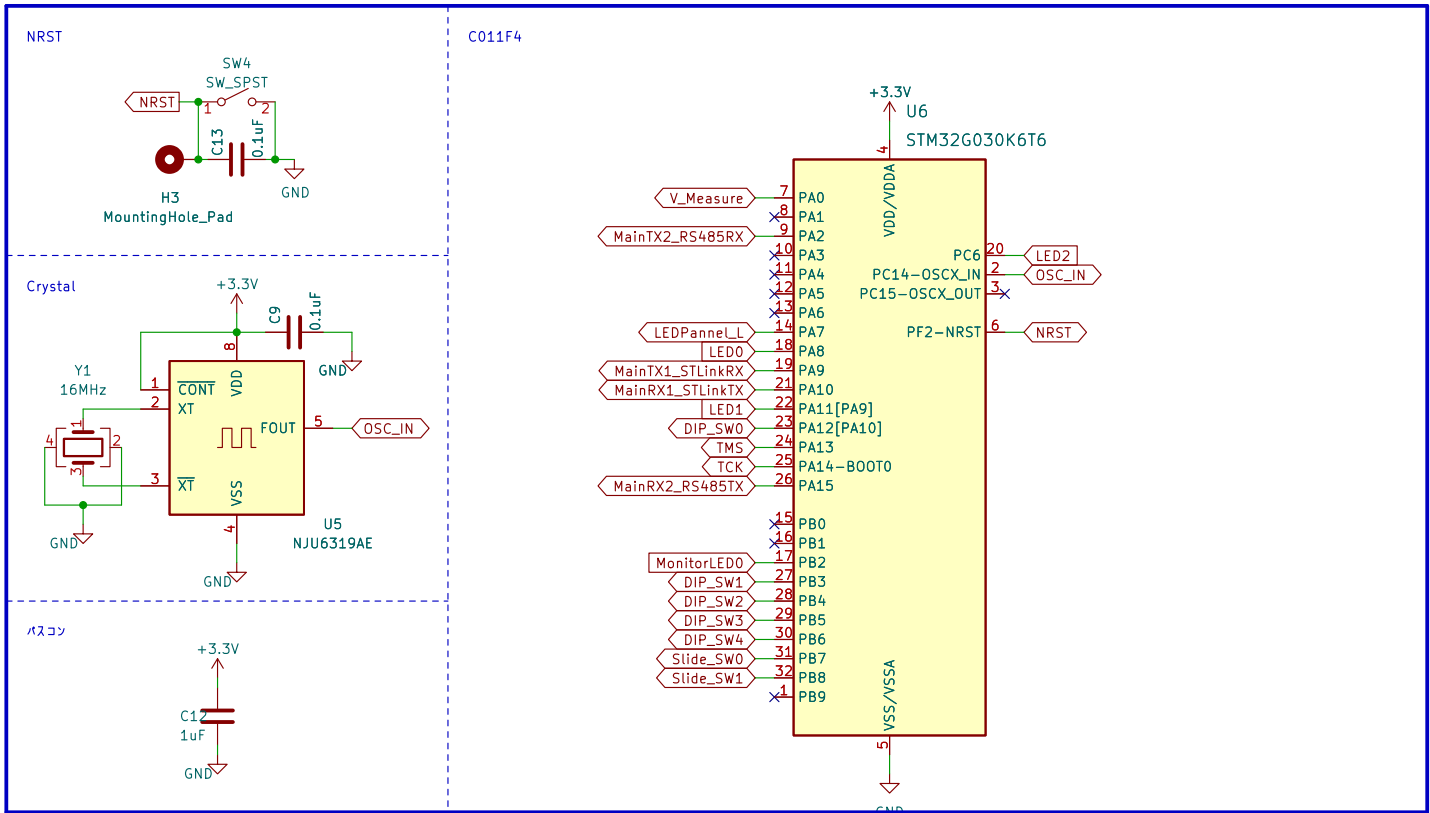 NRST
SW4
SW_SPST
NRST
1
2
C13
0.1uF
GND
H3
MountingHole_Pad
Crystal
+3.3V
C9
0.1uF
GND
8
VDD
Y1
16MHz
1
CONT
2
XT
FOUT
5
OSC_IN
1
4
2
3
3
XT
VSS
4
GND
U5
NJU6319AE
GND
パスコン
+3.3V
C12
1uF
GND
C011F4
+3.3V
U6
STM32G030K6T6
4
VDD/VDDA
V_Measure 7 PA0
8 PA1
MainTX2_RS485RX 9 PA2
10 PA3
11 PA4
12 PA5
13 PA6
LEDPannel_L 14 PA7
LED0 18 PA8
MainTX1_STLinkRX 19 PA9
MainRX1_STLinkTX 21 PA10
LED1 22 PA11[PA9]
DIP_SW0 23 PA12[PA10]
TMS 24 PA13
TCK 25 PA14-BOOT0
MainRX2_RS485TX 26 PA15
15 PB0
16 PB1
MonitorLED0 17 PB2
DIP_SW1 27 PB3
DIP_SW2 28 PB4
DIP_SW3 29 PB5
DIP_SW4 30 PB6
Slide_SW0 31 PB7
Slide_SW1 32 PB8
1 PB9
PC6 20 LED2
PC14-OSCX_IN 2 OSC_IN
PC15-OSCX_OUT 3
PF2-NRST 6 NRST
VSS/VSSA
5
GND